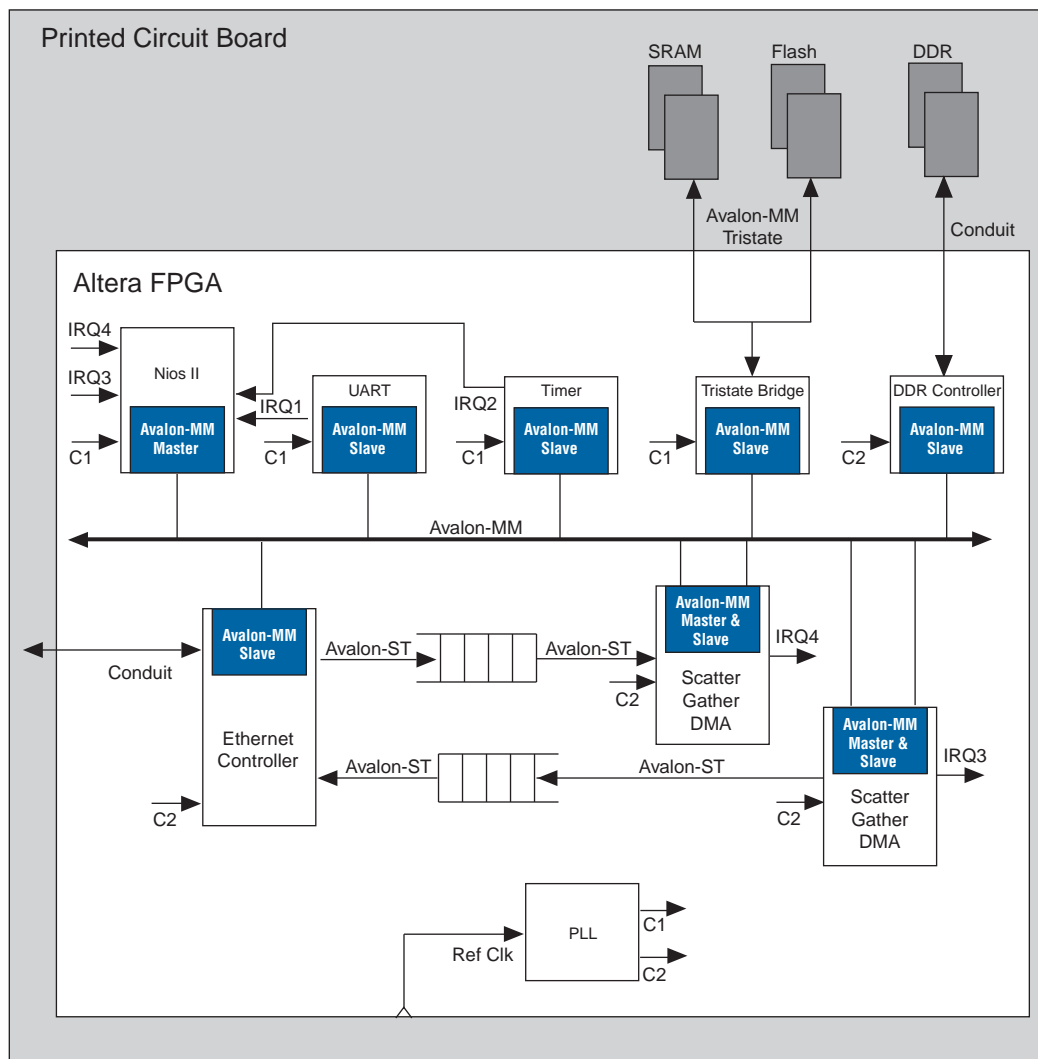 Printed Circuit Board
SRAM
Flash
DDR
Avalon-MM
Tristate
Conduit
Altera FPGA
IRQ4
IRQ3
C1
Nios II
Avalon-MM
Master
IRQ1
C1
UART
Avalon-MM
Slave
IRQ2
C1
Timer
Avalon-MM
Slave
C1
Tristate Bridge
Avalon-MM
Slave
C2
DDR Controller
Avalon-MM
Slave
Avalon-MM
Conduit
Avalon-MM
Slave
Ethernet
Controller
C2
Avalon-ST
Avalon-ST
C2
Avalon-MM
Master &
Slave
Scatter
Gather
DMA
IRQ4
Avalon-ST
Avalon-ST
C2
Avalon-MM
Master &
Slave
Scatter
Gather
DMA
IRQ3
Ref Clk
PLL
C1
C2